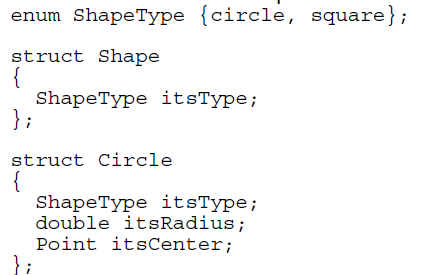 enum ShapeType {circle, square};
struct Shape
{
  ShapeType itsType;
};
struct Circle
{
  ShapeType itsType;
  double itsRadius;
  Point itsCenter;
};